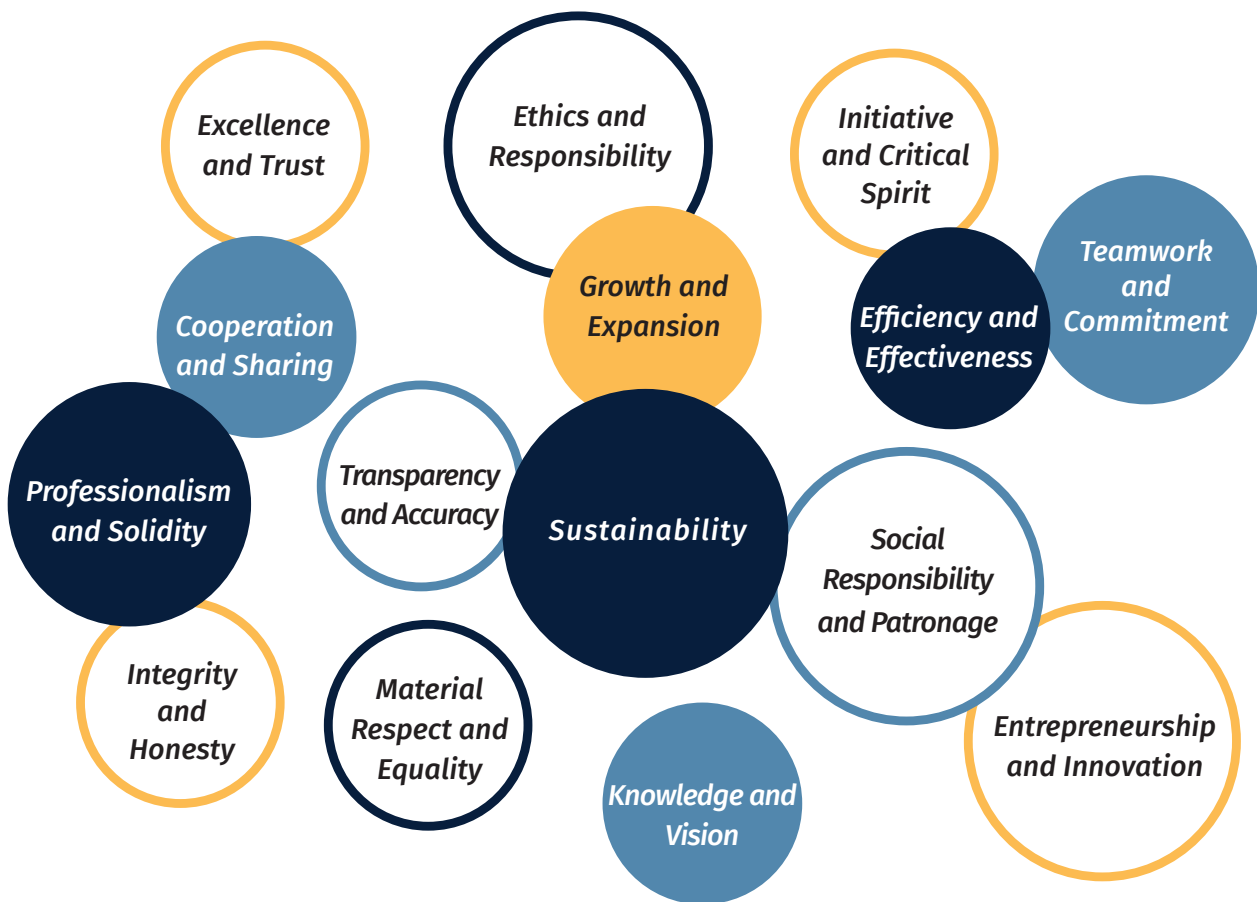 Excellence
and Trust
Ethics and
Responsibility
Initiative
and Critical
Spirit
Teamwork
and
Commitment
Growth and
Expansion
Efficiency and
Effectiveness
Cooperation
and Sharing
Professionalism
and Solidity
Transparency
and Accuracy
Sustainability
Social
Responsibility
and Patronage
Integrity
and
Honesty
Material
Respect and
Equality
Knowledge and
Vision
Entrepreneurship
and Innovation